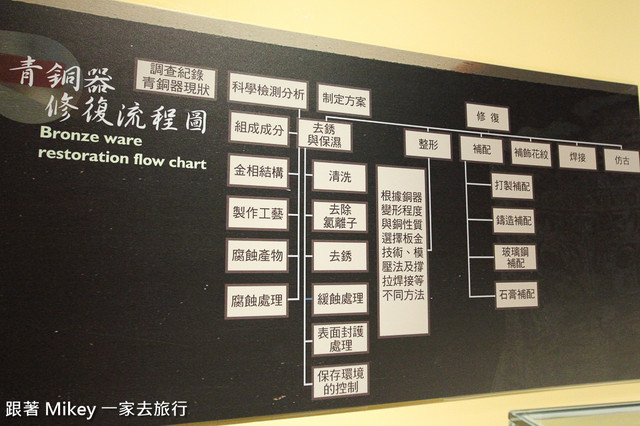 青銅器
修復流程圖
Bronze ware
restoration flow chart
調查紀錄
青銅器現狀
科學檢測分析
制定方案
修復
組成成分
金相結構
製作工藝
腐蝕產物
腐蝕處理
去銹
與保濕
清洗
去除
氯離子
去銹
緩蝕處理
表面封護
處理
保存環境
的控制
整形
根據銅器
變形程度
與銅性質
選擇板金
技術、模
壓法及撐
拉焊接等
不同方法
補配
打製補配
鑄造補配
玻璃鋼
補配
石膏補配
補飾花紋
焊接
仿古
跟著 Mikey 一家去旅行